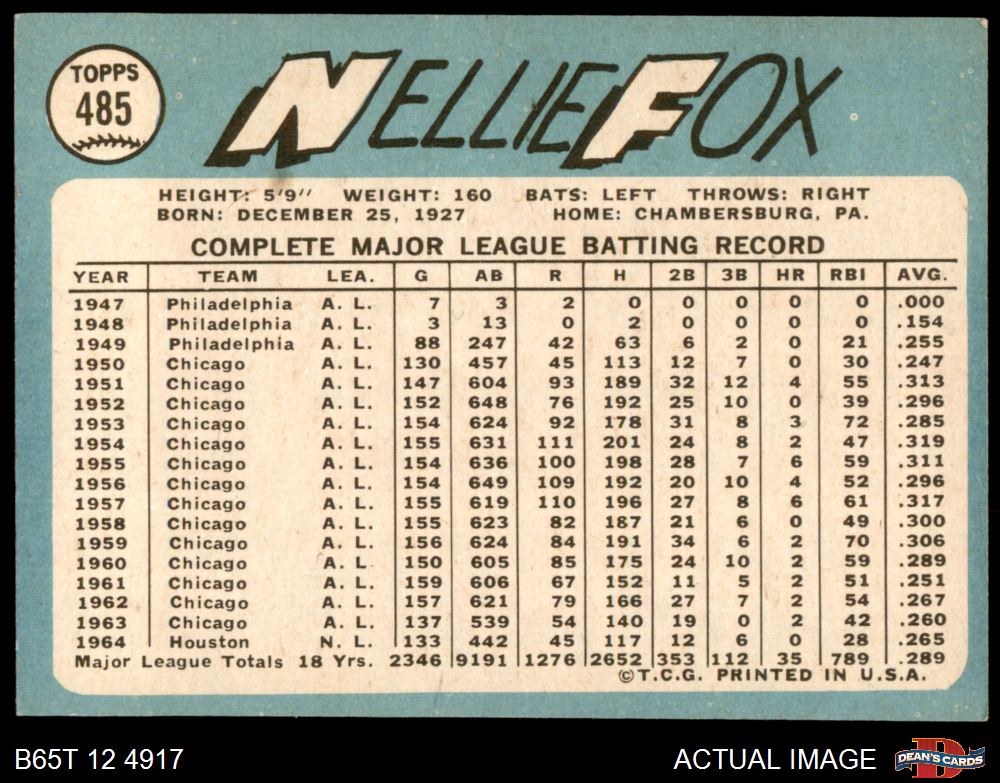 TOPPS
485
NELLIE FOX
HEIGHT: 5'9" WEIGHT: 160 BATS: LEFT THROWS: RIGHT
BORN: DECEMBER 25, 1927 HOME: CHAMBERSBURG, PA.
COMPLETE MAJOR LEAGUE BATTING RECORD
YEAR TEAM LEA. G AB R H 2B 3B HR RBI AVG.
1947 Philadelphia A. L. 7 3 2 0 0 0 0 0 .000
1948 Philadelphia A. L. 3 13 0 2 0 0 0 0 .154
1949 Philadelphia A. L. 88 247 42 63 6 2 0 21 .255
1950 Chicago A. L. 130 457 45 113 12 7 0 30 .247
1951 Chicago A. L. 147 604 93 189 32 12 4 55 .313
1952 Chicago A. L. 152 648 76 192 25 10 0 39 .296
1953 Chicago A. L. 154 624 92 178 31 8 3 72 .285
1954 Chicago A. L. 155 631 111 201 24 8 2 47 .319
1955 Chicago A. L. 154 636 100 198 28 7 6 59 .311
1956 Chicago A. L. 154 649 109 192 20 10 4 52 .296
1957 Chicago A. L. 155 619 110 196 27 8 6 61 .317
1958 Chicago A. L. 155 623 82 187 21 6 0 49 .300
1959 Chicago A. L. 156 624 84 191 34 6 2 70 .306
1960 Chicago A. L. 150 605 85 175 24 10 2 59 .289
1961 Chicago A. L. 159 606 67 152 11 5 2 51 .251
1962 Chicago A. L. 157 621 79 166 27 7 2 54 .267
1963 Chicago A. L. 137 539 54 140 19 0 2 42 .260
1964 Houston N. L. 133 442 45 117 12 6 0 28 .265
Major League Totals 18 Yrs. 2346 9191 1276 2652 353 112 35 789 .289
©T.C.G. PRINTED IN U.S.A.
B65T 12 4917 ACTUAL IMAGE D DEAN'S CARDS